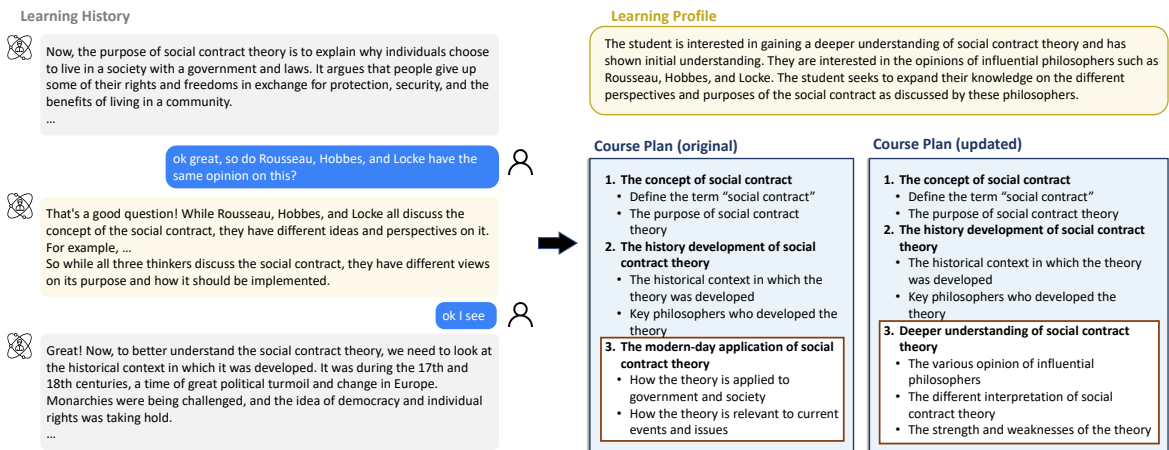 Learning History
Now, the purpose of social contract theory is to explain why individuals choose
to live in a society with a government and laws. It argues that people give up
some of their rights and freedoms in exchange for protection, security, and the
benefits of living in a community.
…
ok great, so do Rousseau, Hobbes, and Locke have the
same opinion on this?
That's a good question! While Rousseau, Hobbes, and Locke all discuss the
concept of the social contract, they have different ideas and perspectives on it.
For example, …
So while all three thinkers discuss the social contract, they have different views
on its purpose and how it should be implemented.
ok I see
Great! Now, to better understand the social contract theory, we need to look at
the historical context in which it was developed. It was during the 17th and
18th centuries, a time of great political turmoil and change in Europe.
Monarchies were being challenged, and the idea of democracy and individual
rights was taking hold.
…
Learning Profile
The student is interested in gaining a deeper understanding of social contract theory and has
shown initial understanding. They are interested in the opinions of influential philosophers such as
Rousseau, Hobbes, and Locke. The student seeks to expand their knowledge on the different
perspectives and purposes of the social contract as discussed by these philosophers.
Course Plan (original)
1. The concept of social contract
• Define the term “social contract”
• The purpose of social contract
theory
2. The history development of social
contract theory
• The historical context in which the
theory was developed
• Key philosophers who developed the
theory
3. The modern-day application of social
contract theory
• How the theory is applied to
government and society
• How the theory is relevant to current
events and issues
Course Plan (updated)
1. The concept of social contract
• Define the term “social contract”
• The purpose of social contract theory
2. The history development of social contract
theory
• The historical context in which the theory
was developed
• Key philosophers who developed the
theory
3. Deeper understanding of social contract
theory
• The various opinion of influential
philosophers
• The different interpretation of social
contract theory
• The strength and weaknesses of the theory